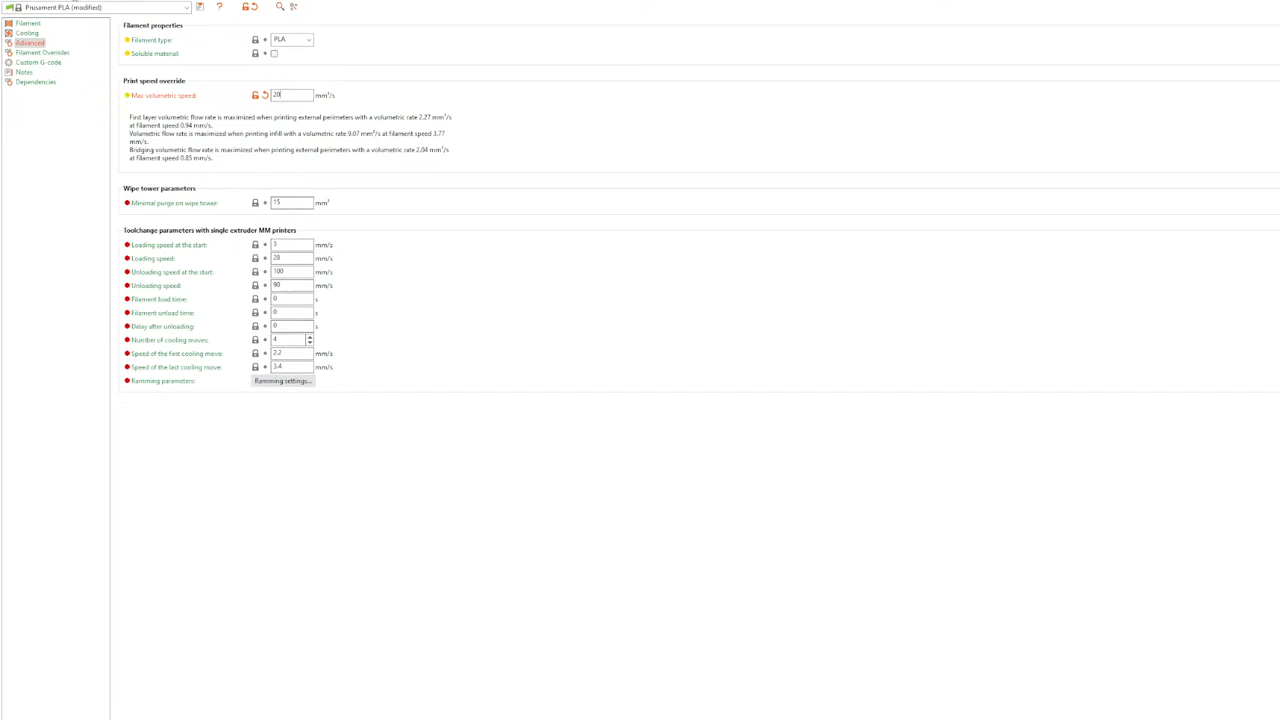 Prusament PLA (modified)
Filament
Cooling
Advanced
Filament Overrides
Custom G-code
Notes
Dependencies
Filament properties
Filament type: PLA
Soluble material:
Print speed override
Max volumetric speed: 20 mm³/s
First layer volumetric flow rate is maximized when printing external perimeters with a volumetric rate 2.27 mm³/s
at filament speed 0.94 mm/s.
Volumetric flow rate is maximized when printing infill with a volumetric rate 9.07 mm³/s at filament speed 3.77
mm/s.
Bridging volumetric flow rate is maximized when printing external perimeters with a volumetric rate 2.04 mm³/s
at filament speed 0.85 mm/s.
Wipe tower parameters
Minimal purge on wipe tower: 15 mm³
Toolchange parameters with single extruder MM printers
Loading speed at the start: 3 mm/s
Loading speed: 28 mm/s
Unloading speed at the start: 100 mm/s
Unloading speed: 90 mm/s
Filament load time: 0 s
Filament unload time: 0 s
Delay after unloading: 0 s
Number of cooling moves: 4
Speed of the first cooling move: 2.2 mm/s
Speed of the last cooling move: 3.4 mm/s
Ramming parameters: Ramming settings...